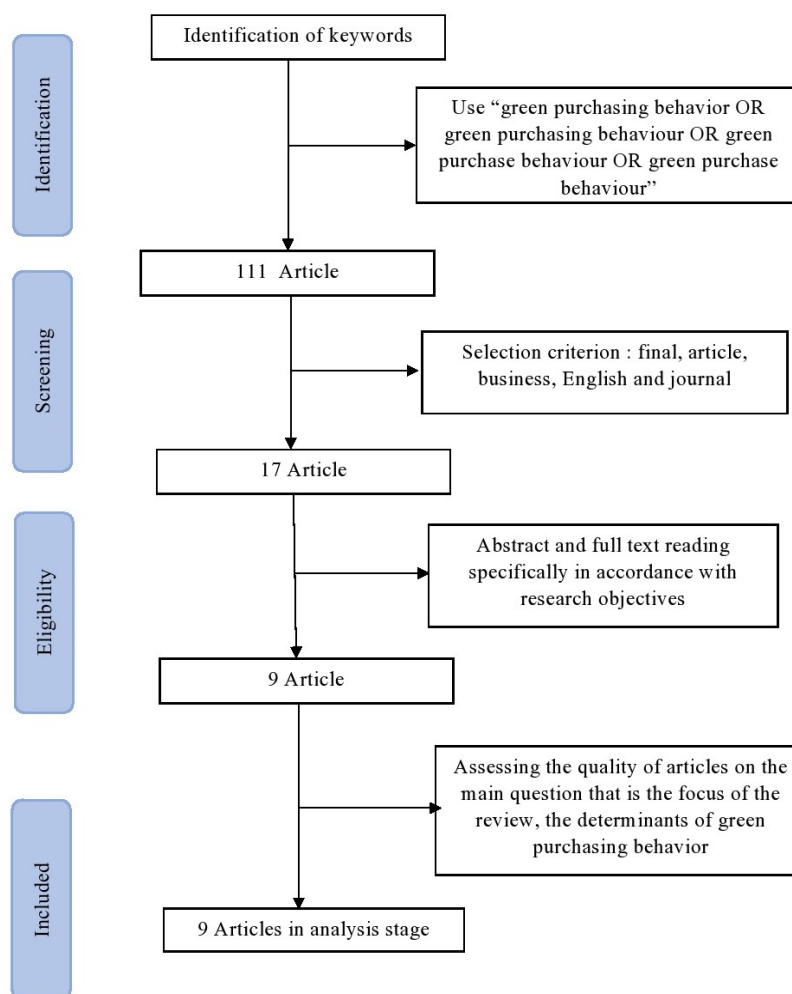 Identification of keywords
Identification
Use “green purchasing behavior OR
green purchasing behaviour OR green
purchase behaviour OR green purchase
behaviour”
111 Article
Screening
Selection criterion : final, article,
business, English and journal
17 Article
Eligibility
Abstract and full text reading
specifically in accordance with
research objectives
9 Article
Assessing the quality of articles on the
main question that is the focus of the
review, the determinants of green
purchasing behavior
Included
9 Articles in analysis stage